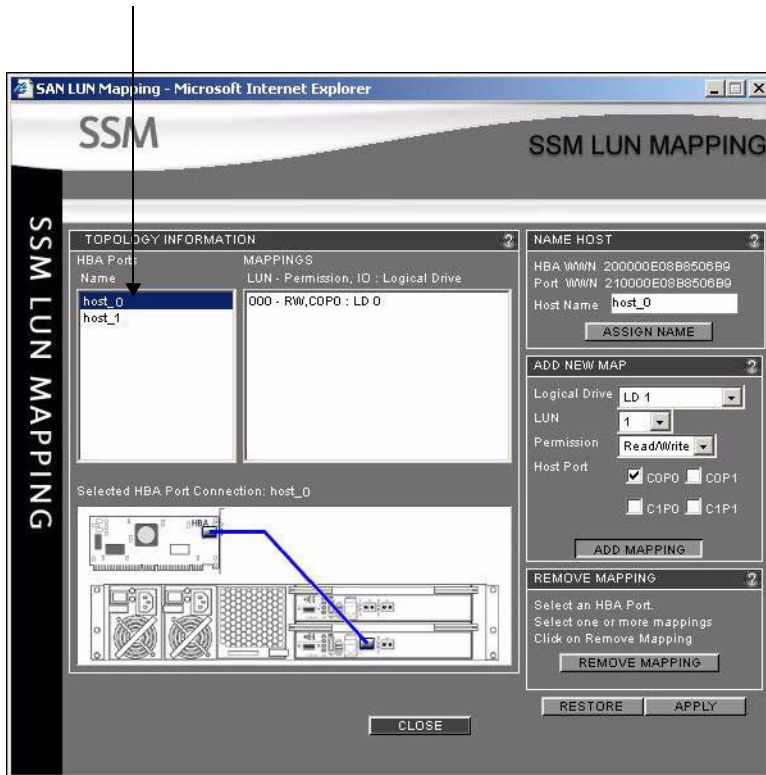 SAN LUN Mapping - Microsoft Internet Explorer
SSM
SSM LUN MAPPING
SSM LUN MAPPING
TOPOLOGY INFORMATION ?
HBA Ports
Name
MAPPINGS
LUN - Permission, IO : Logical Drive
host_0
host_1
000 - RW,C0P0 : LD 0
Selected HBA Port Connection: host_0
HBA
NAME HOST ?
HBA WWN 200000E08B8506B9
Port WWN 210000E08B8506B9
Host Name host_0
ASSIGN NAME
ADD NEW MAP ?
Logical Drive LD 1
LUN 1
Permission Read/Write
Host Port C0P0 C0P1
C1P0 C1P1
ADD MAPPING
REMOVE MAPPING ?
Select an HBA Port.
Select one or more mappings
Click on Remove Mapping
REMOVE MAPPING
RESTORE APPLY
CLOSE